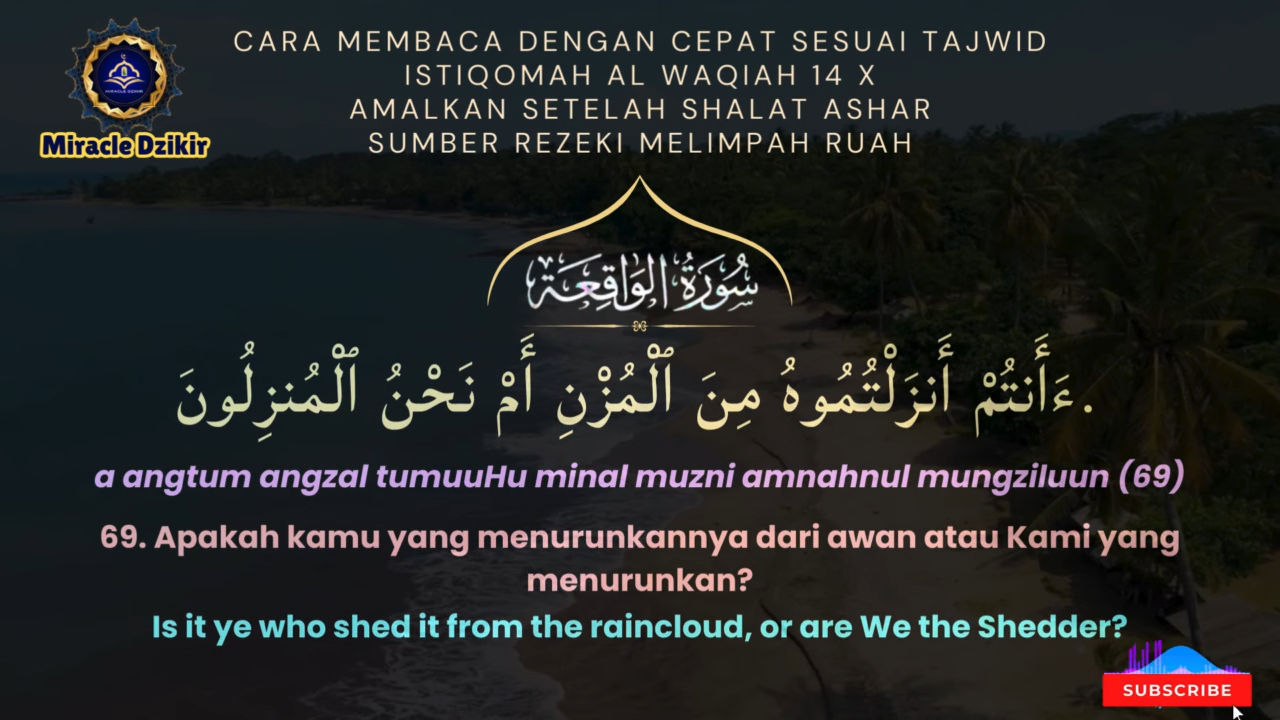 CARA MEMBACA DENGAN CEPAT SESUAI TAJWID
ISTIQOMAH AL WAQIAH 14 X
AMALKAN SETELAH SHALAT ASHAR
SUMBER REZEKI MELIMPAH RUAH
MIRACLE DZIKIR
Miracle Dzikir
سُورَةُ الوَاقِعَة
ءَأَنتُمْ أَنزَلْتُمُوهُ مِنَ ٱلْمُزْنِ أَمْ نَحْنُ ٱلْمُنزِلُونَ.
a angtum angzal tumuuHu minal muzni amnahnul mungziluun (69)
69. Apakah kamu yang menurunkannya dari awan atau Kami yang
menurunkan?
Is it ye who shed it from the raincloud, or are We the Shedder?
SUBSCRIBE